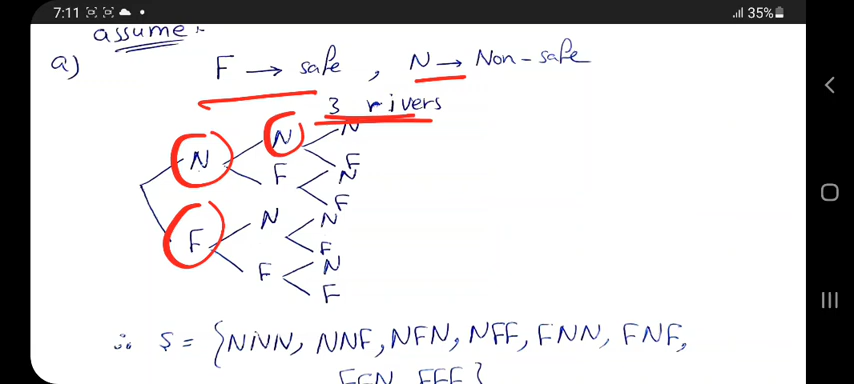 7:11
35%
assume :-
a)
F → safe , N → Non-safe
3 rivers
N
N
F
N
F
N
F
F
N
N
F
F
N
F
∴ S = {NNN, NNF, NFN, NFF, FNN, FNF,
FFN, FFF}